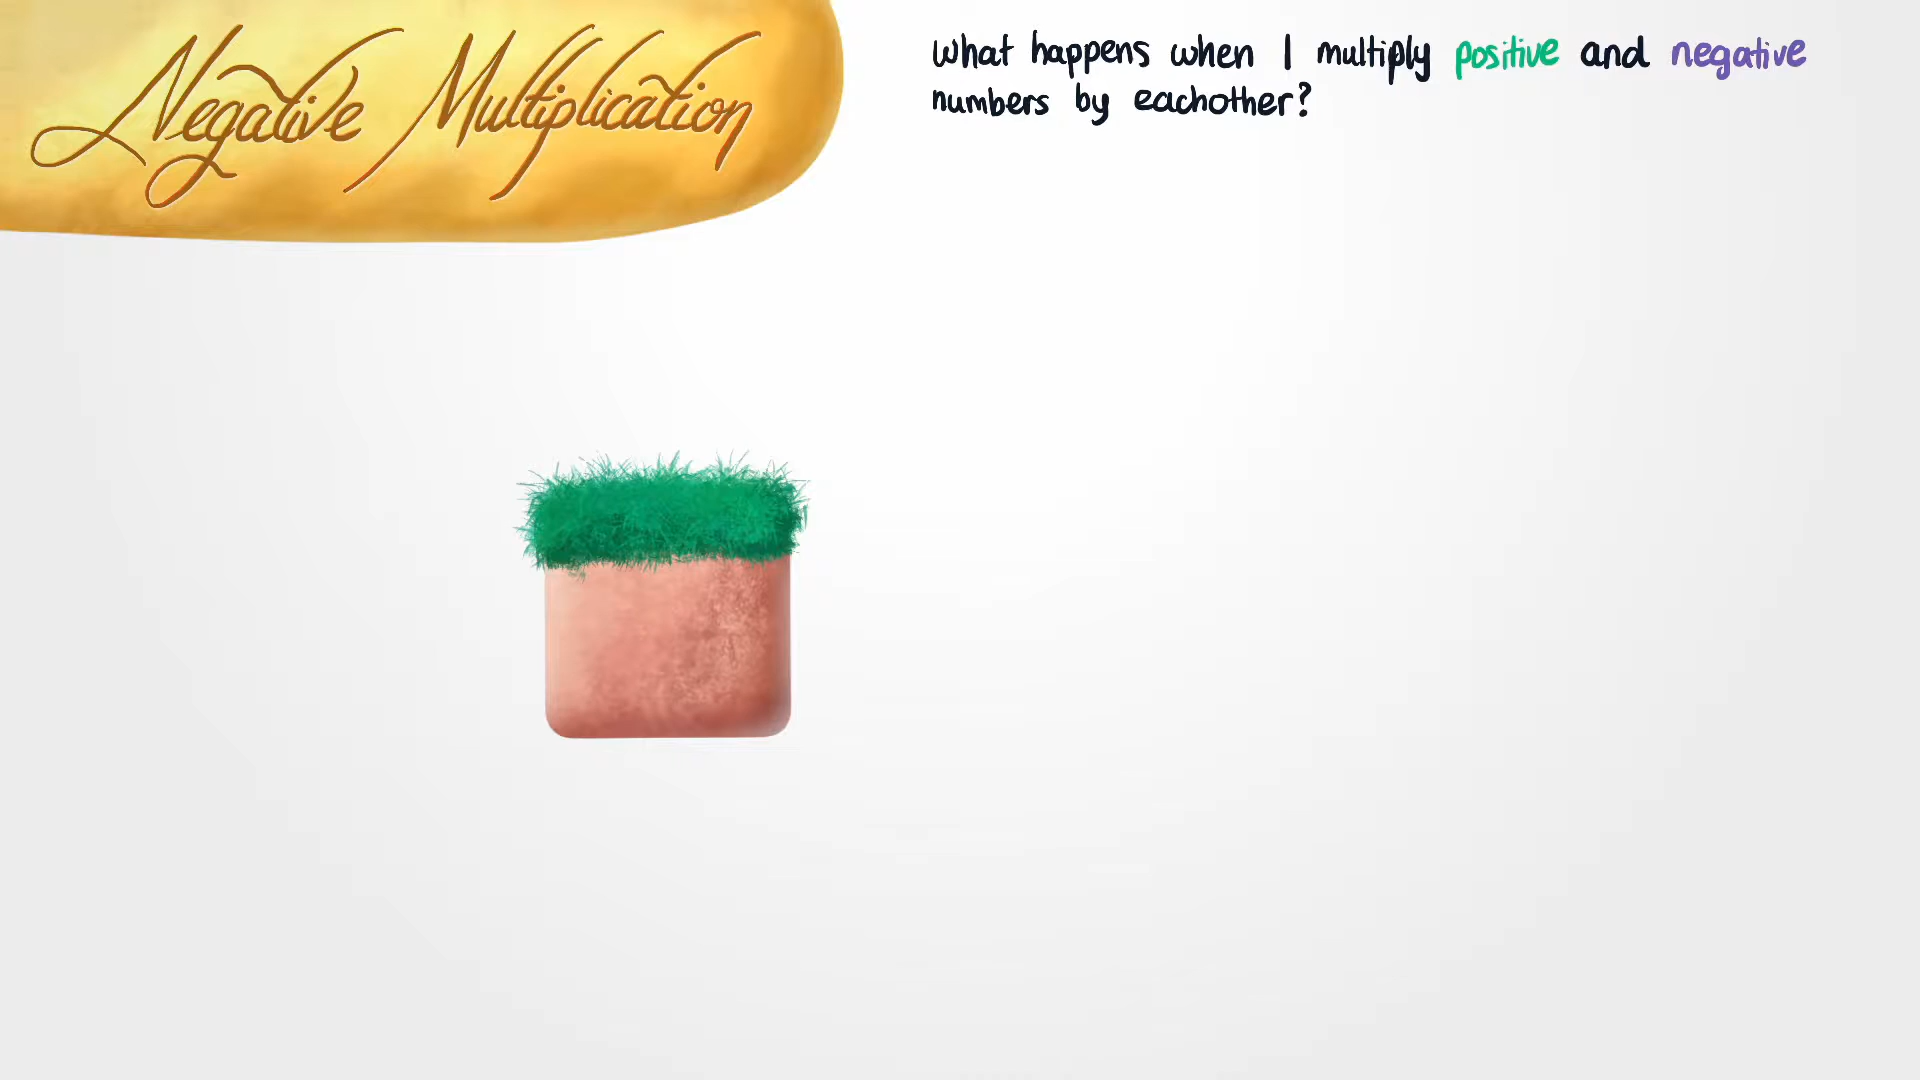 Negative Multiplication
What happens when I multiply positive and negative
numbers by eachother?